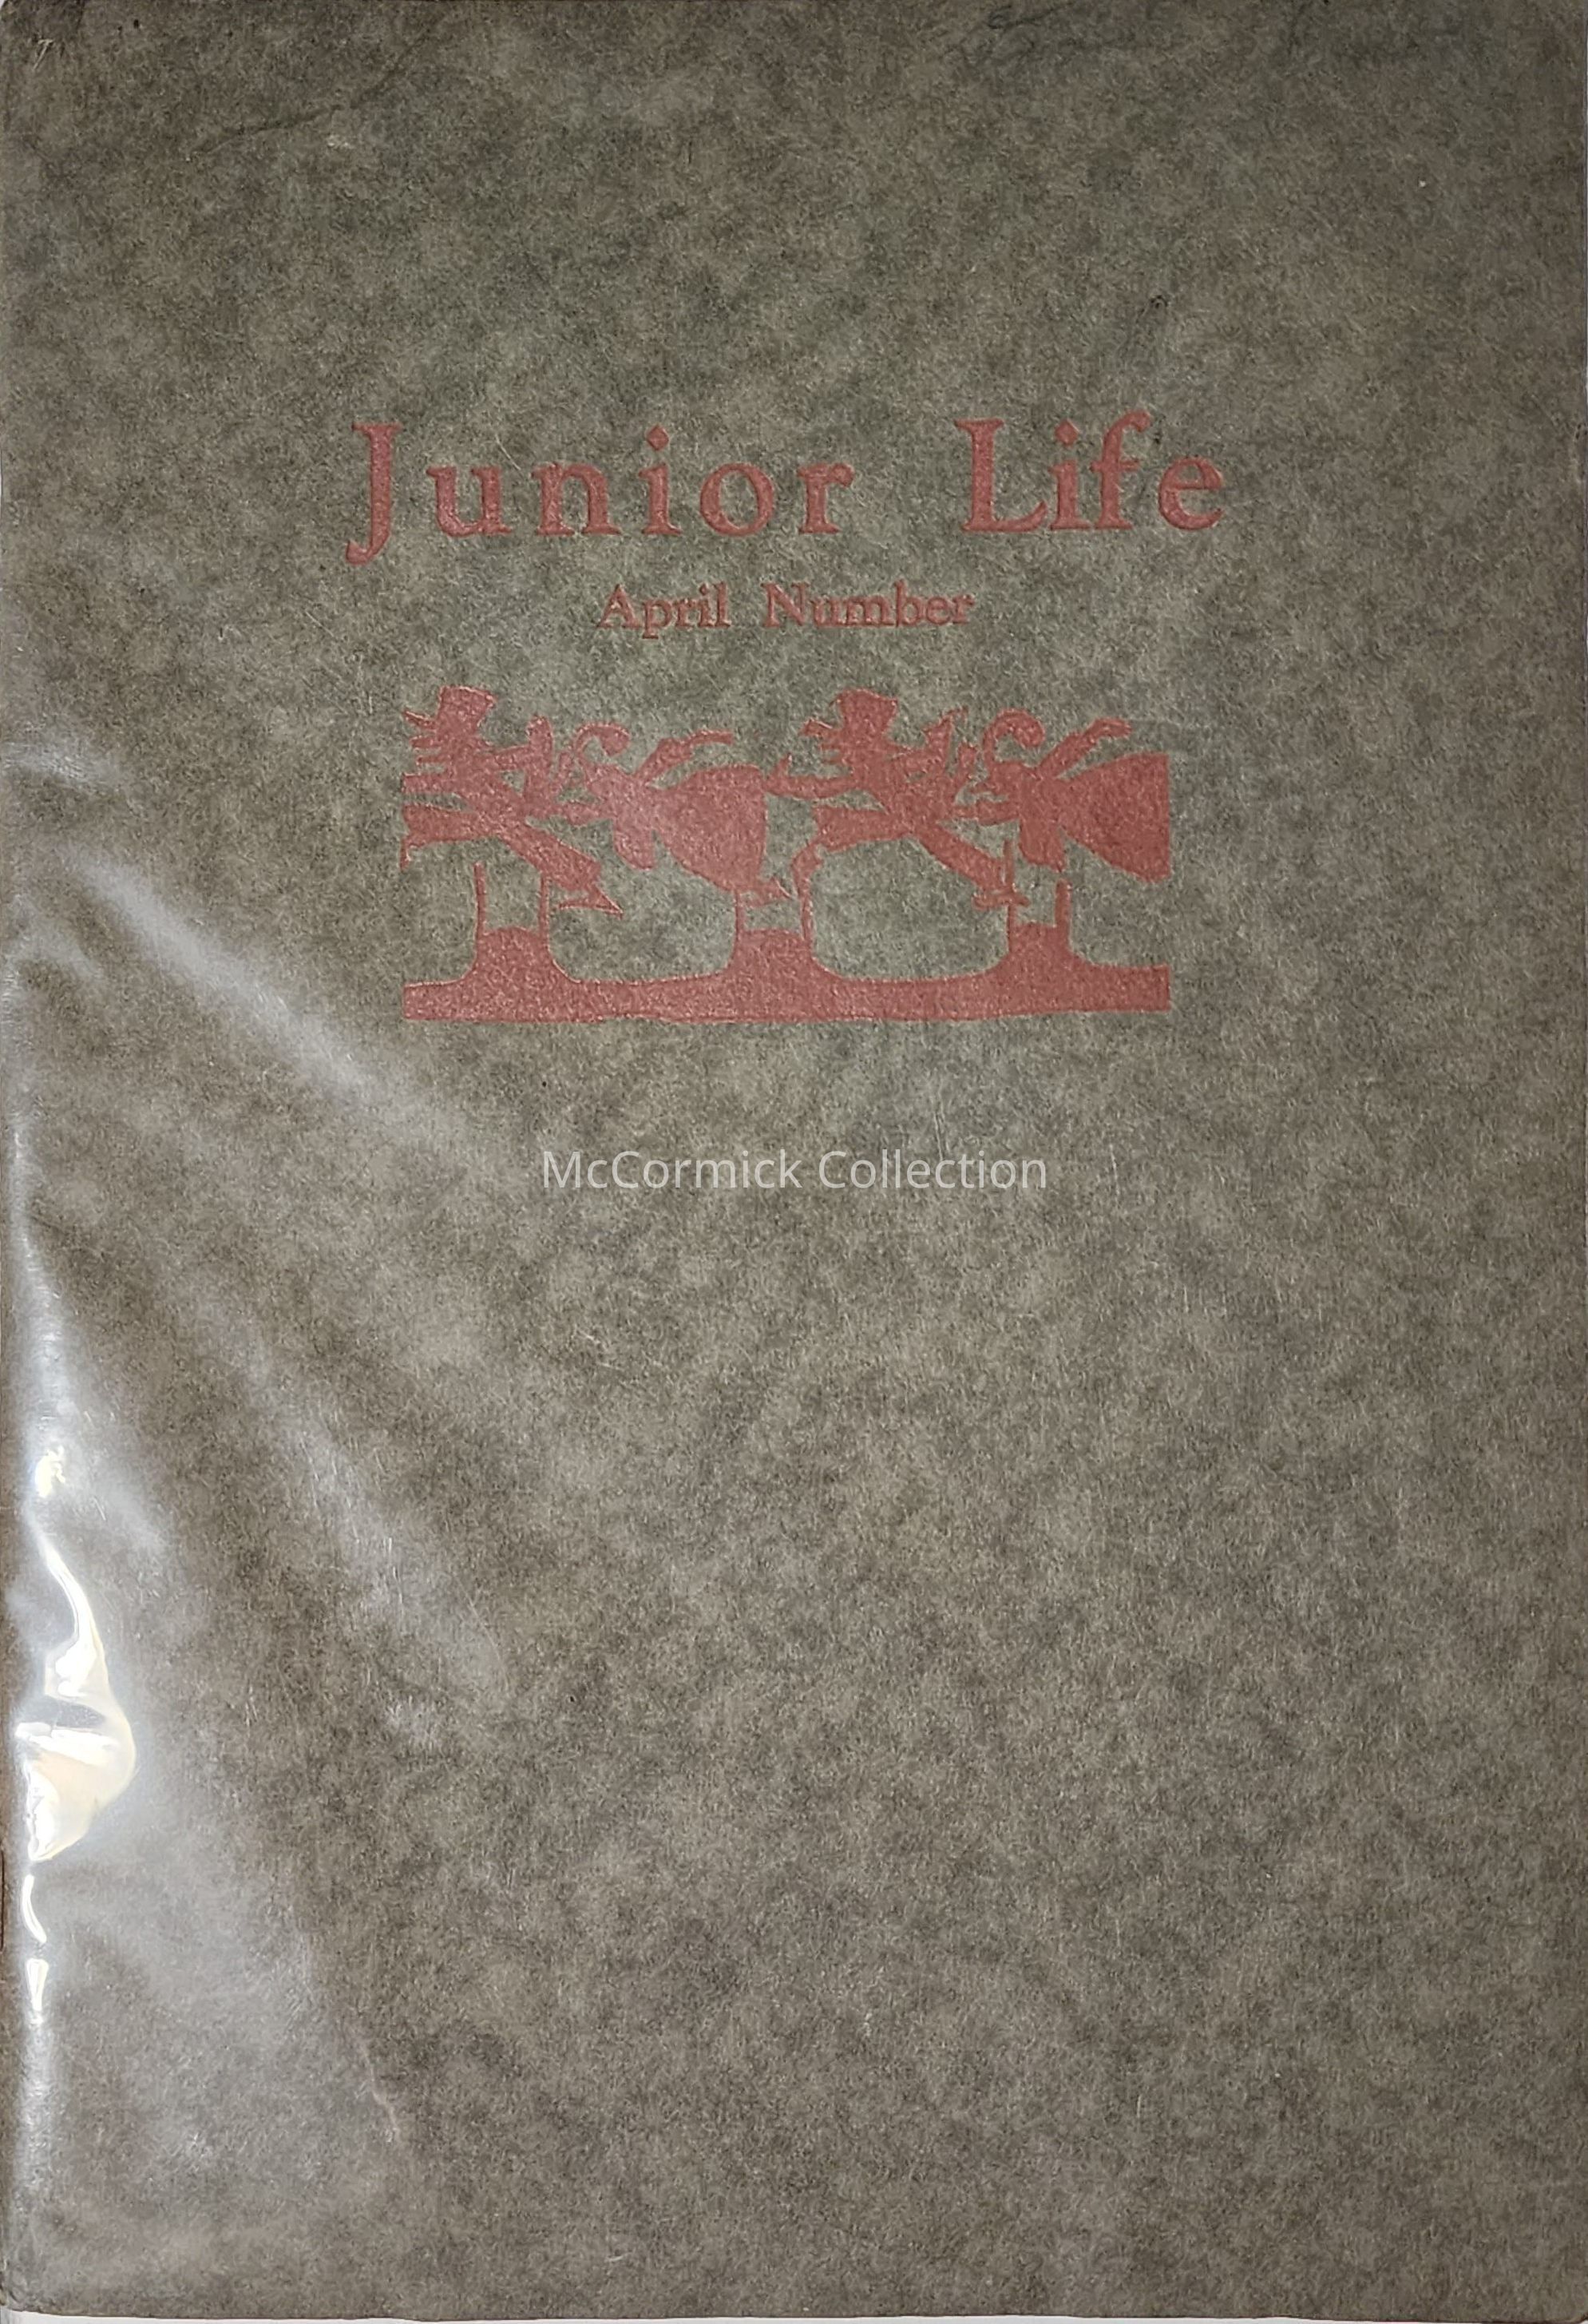 Junior Life
April Number
McCormick Collection